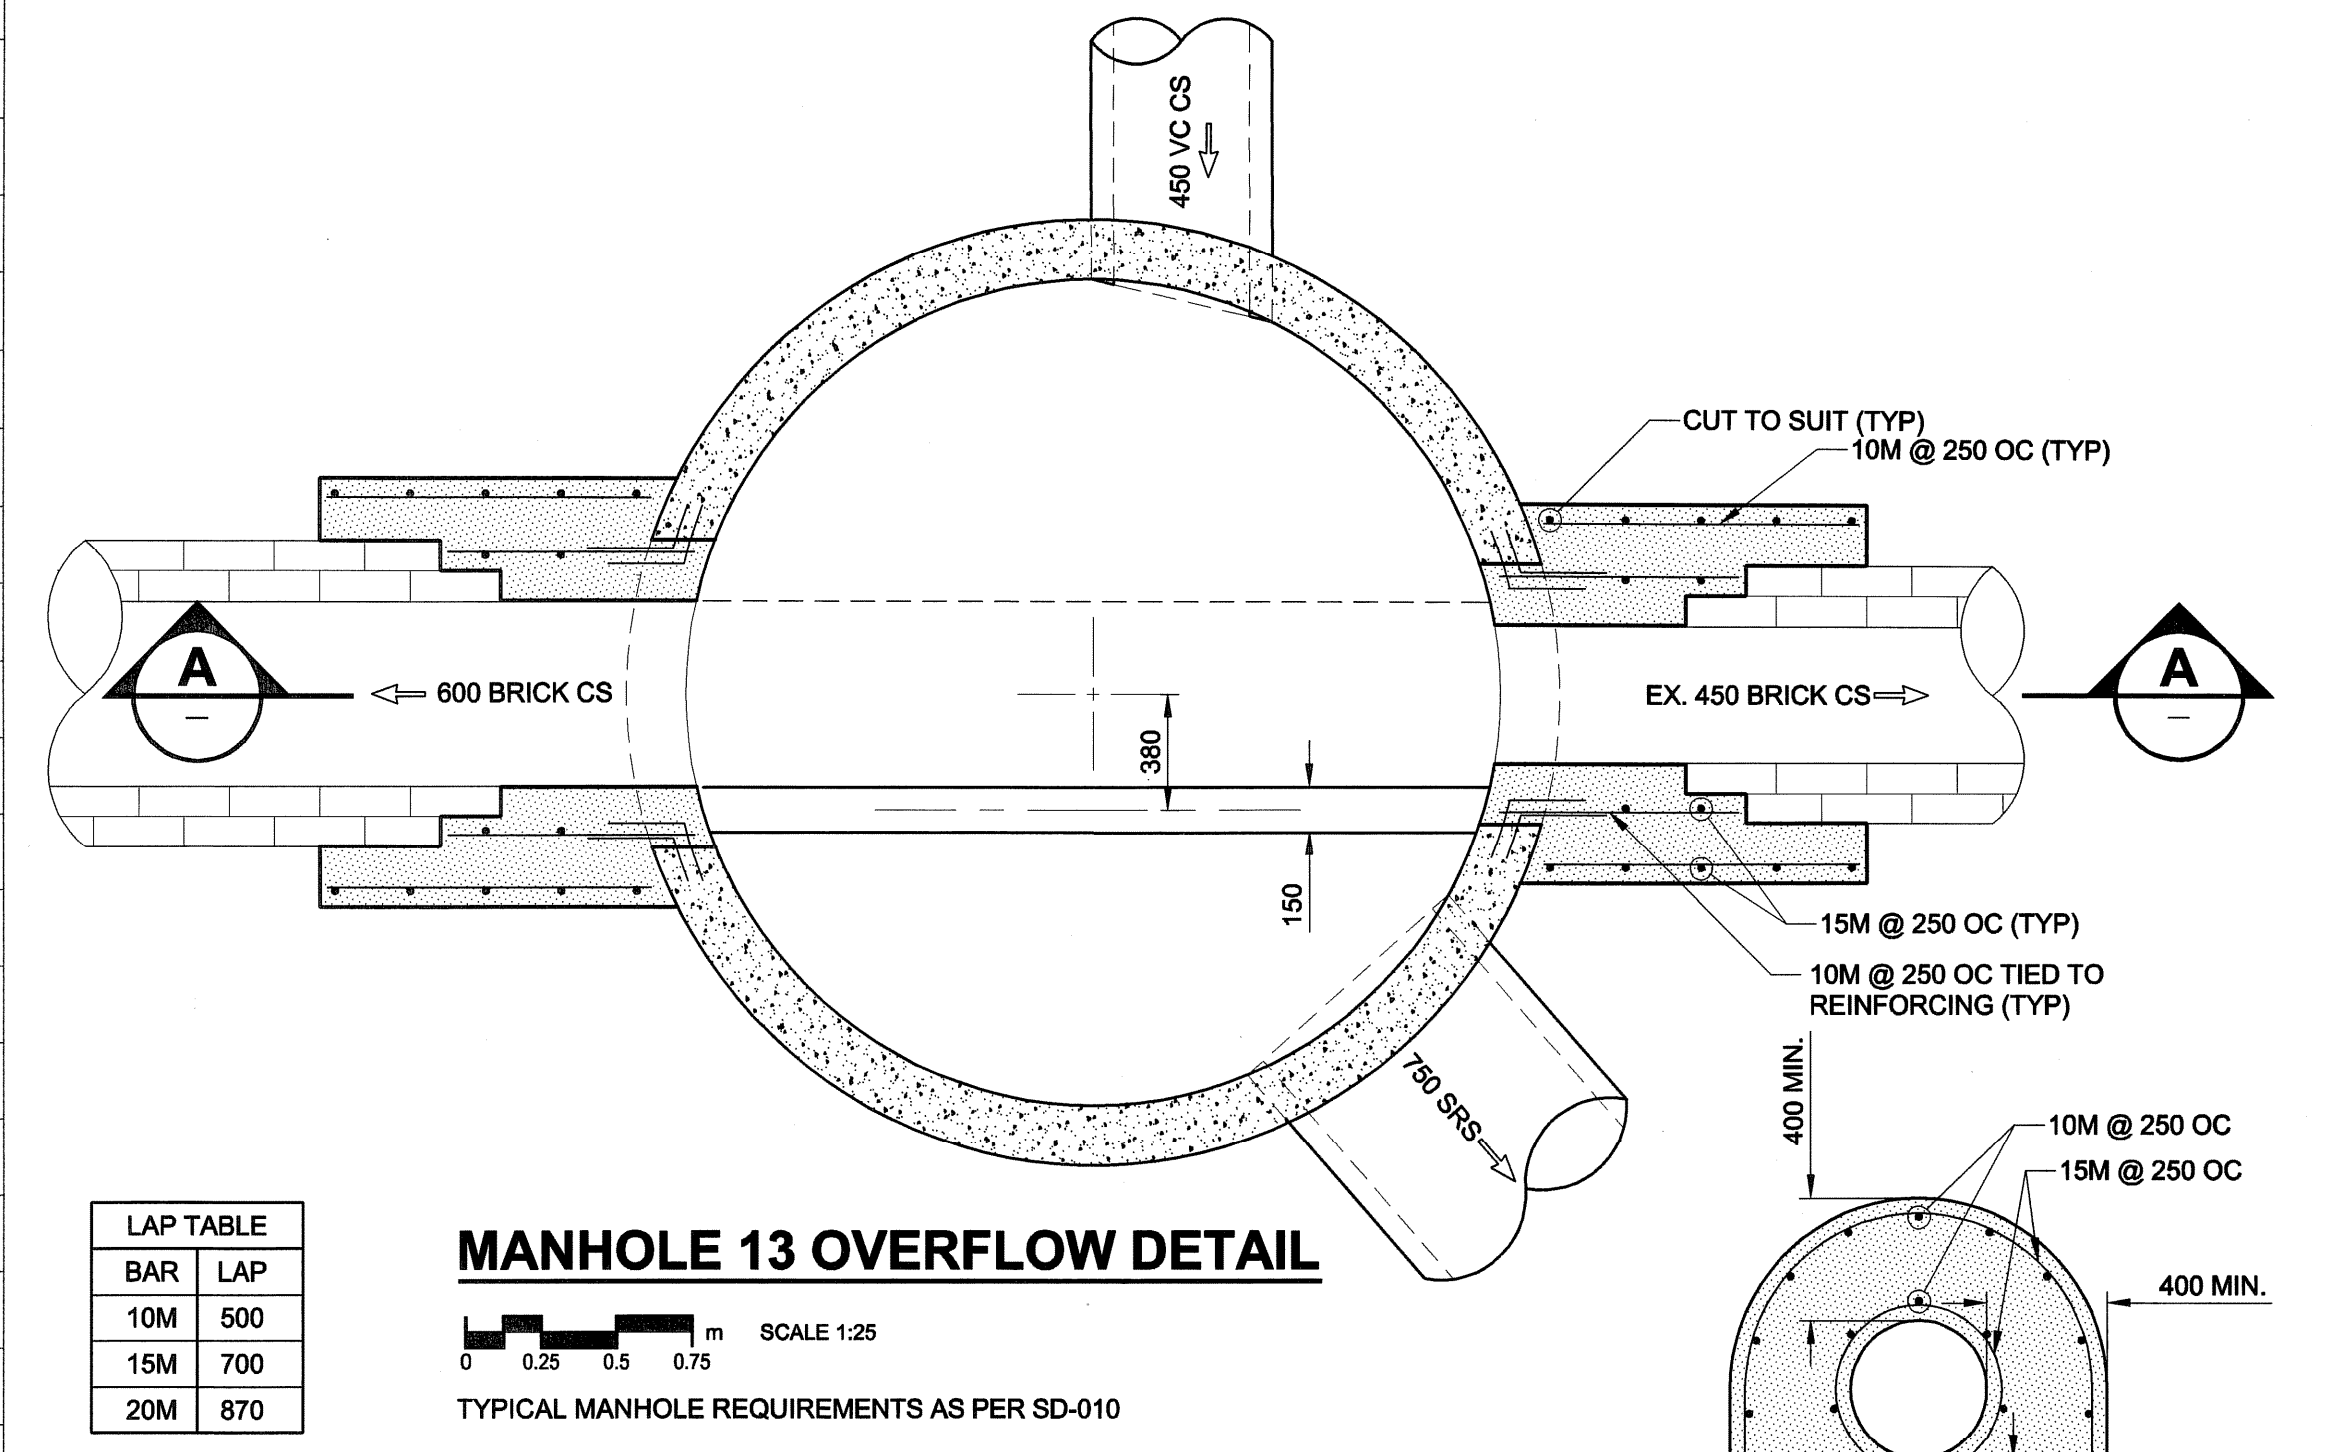 450 VC CS
CUT TO SUIT (TYP)
10M @ 250 OC (TYP)
A
–
600 BRICK CS
380
EX. 450 BRICK CS
A
–
150
15M @ 250 OC (TYP)
10M @ 250 OC TIED TO
REINFORCING (TYP)
750 SRS
400 MIN.
10M @ 250 OC
15M @ 250 OC
400 MIN.
LAP TABLE
BAR LAP
10M 500
15M 700
20M 870
MANHOLE 13 OVERFLOW DETAIL
m SCALE 1:25
0 0.25 0.5 0.75
TYPICAL MANHOLE REQUIREMENTS AS PER SD-010